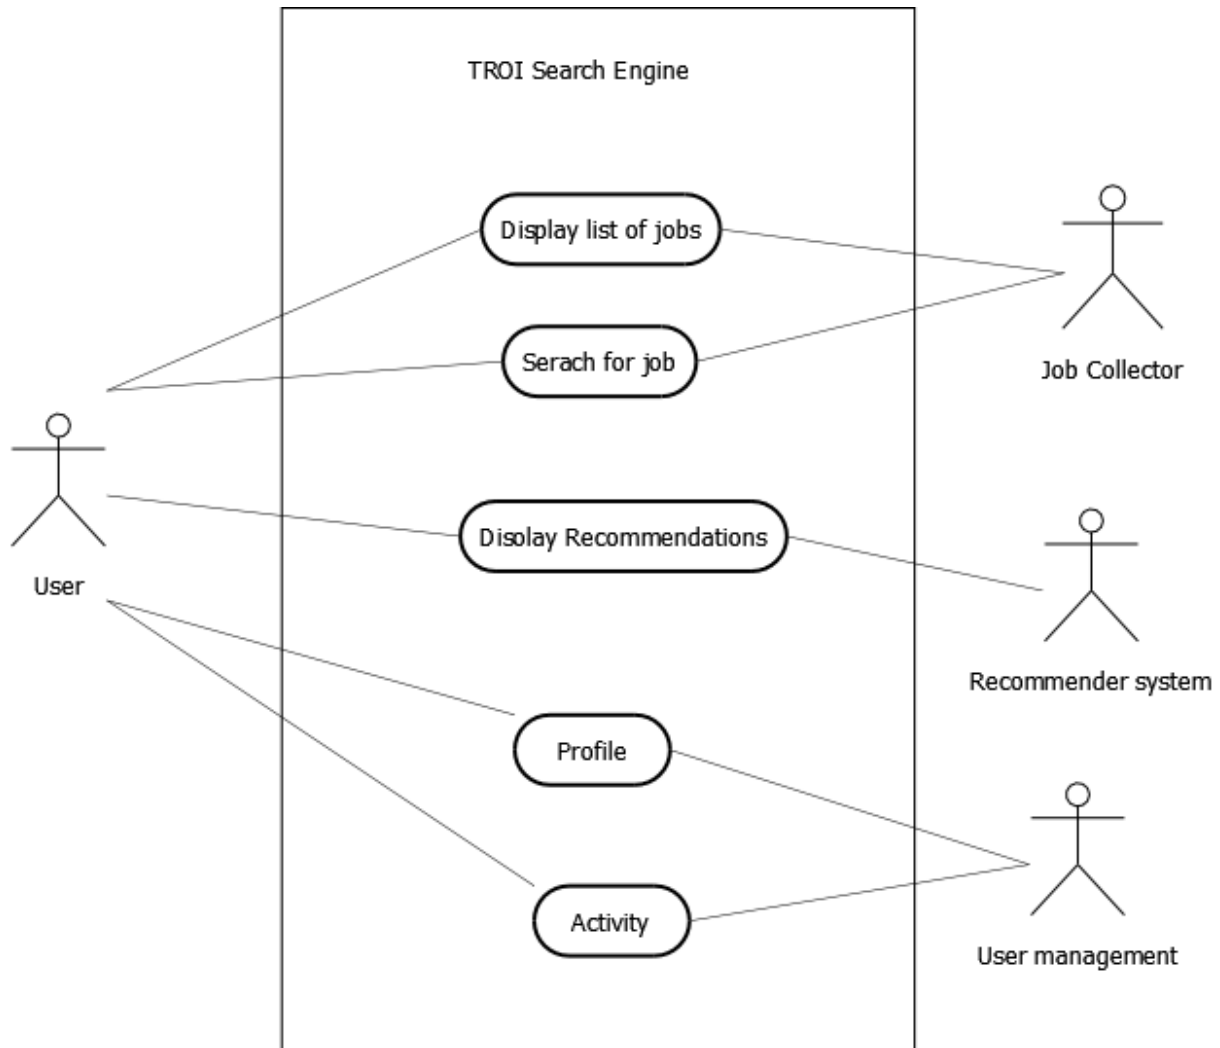 TROI Search Engine
Display list of jobs
Serach for job
Job Collector
Disolay Recommendations
User
Recommender system
Profile
Activity
User management